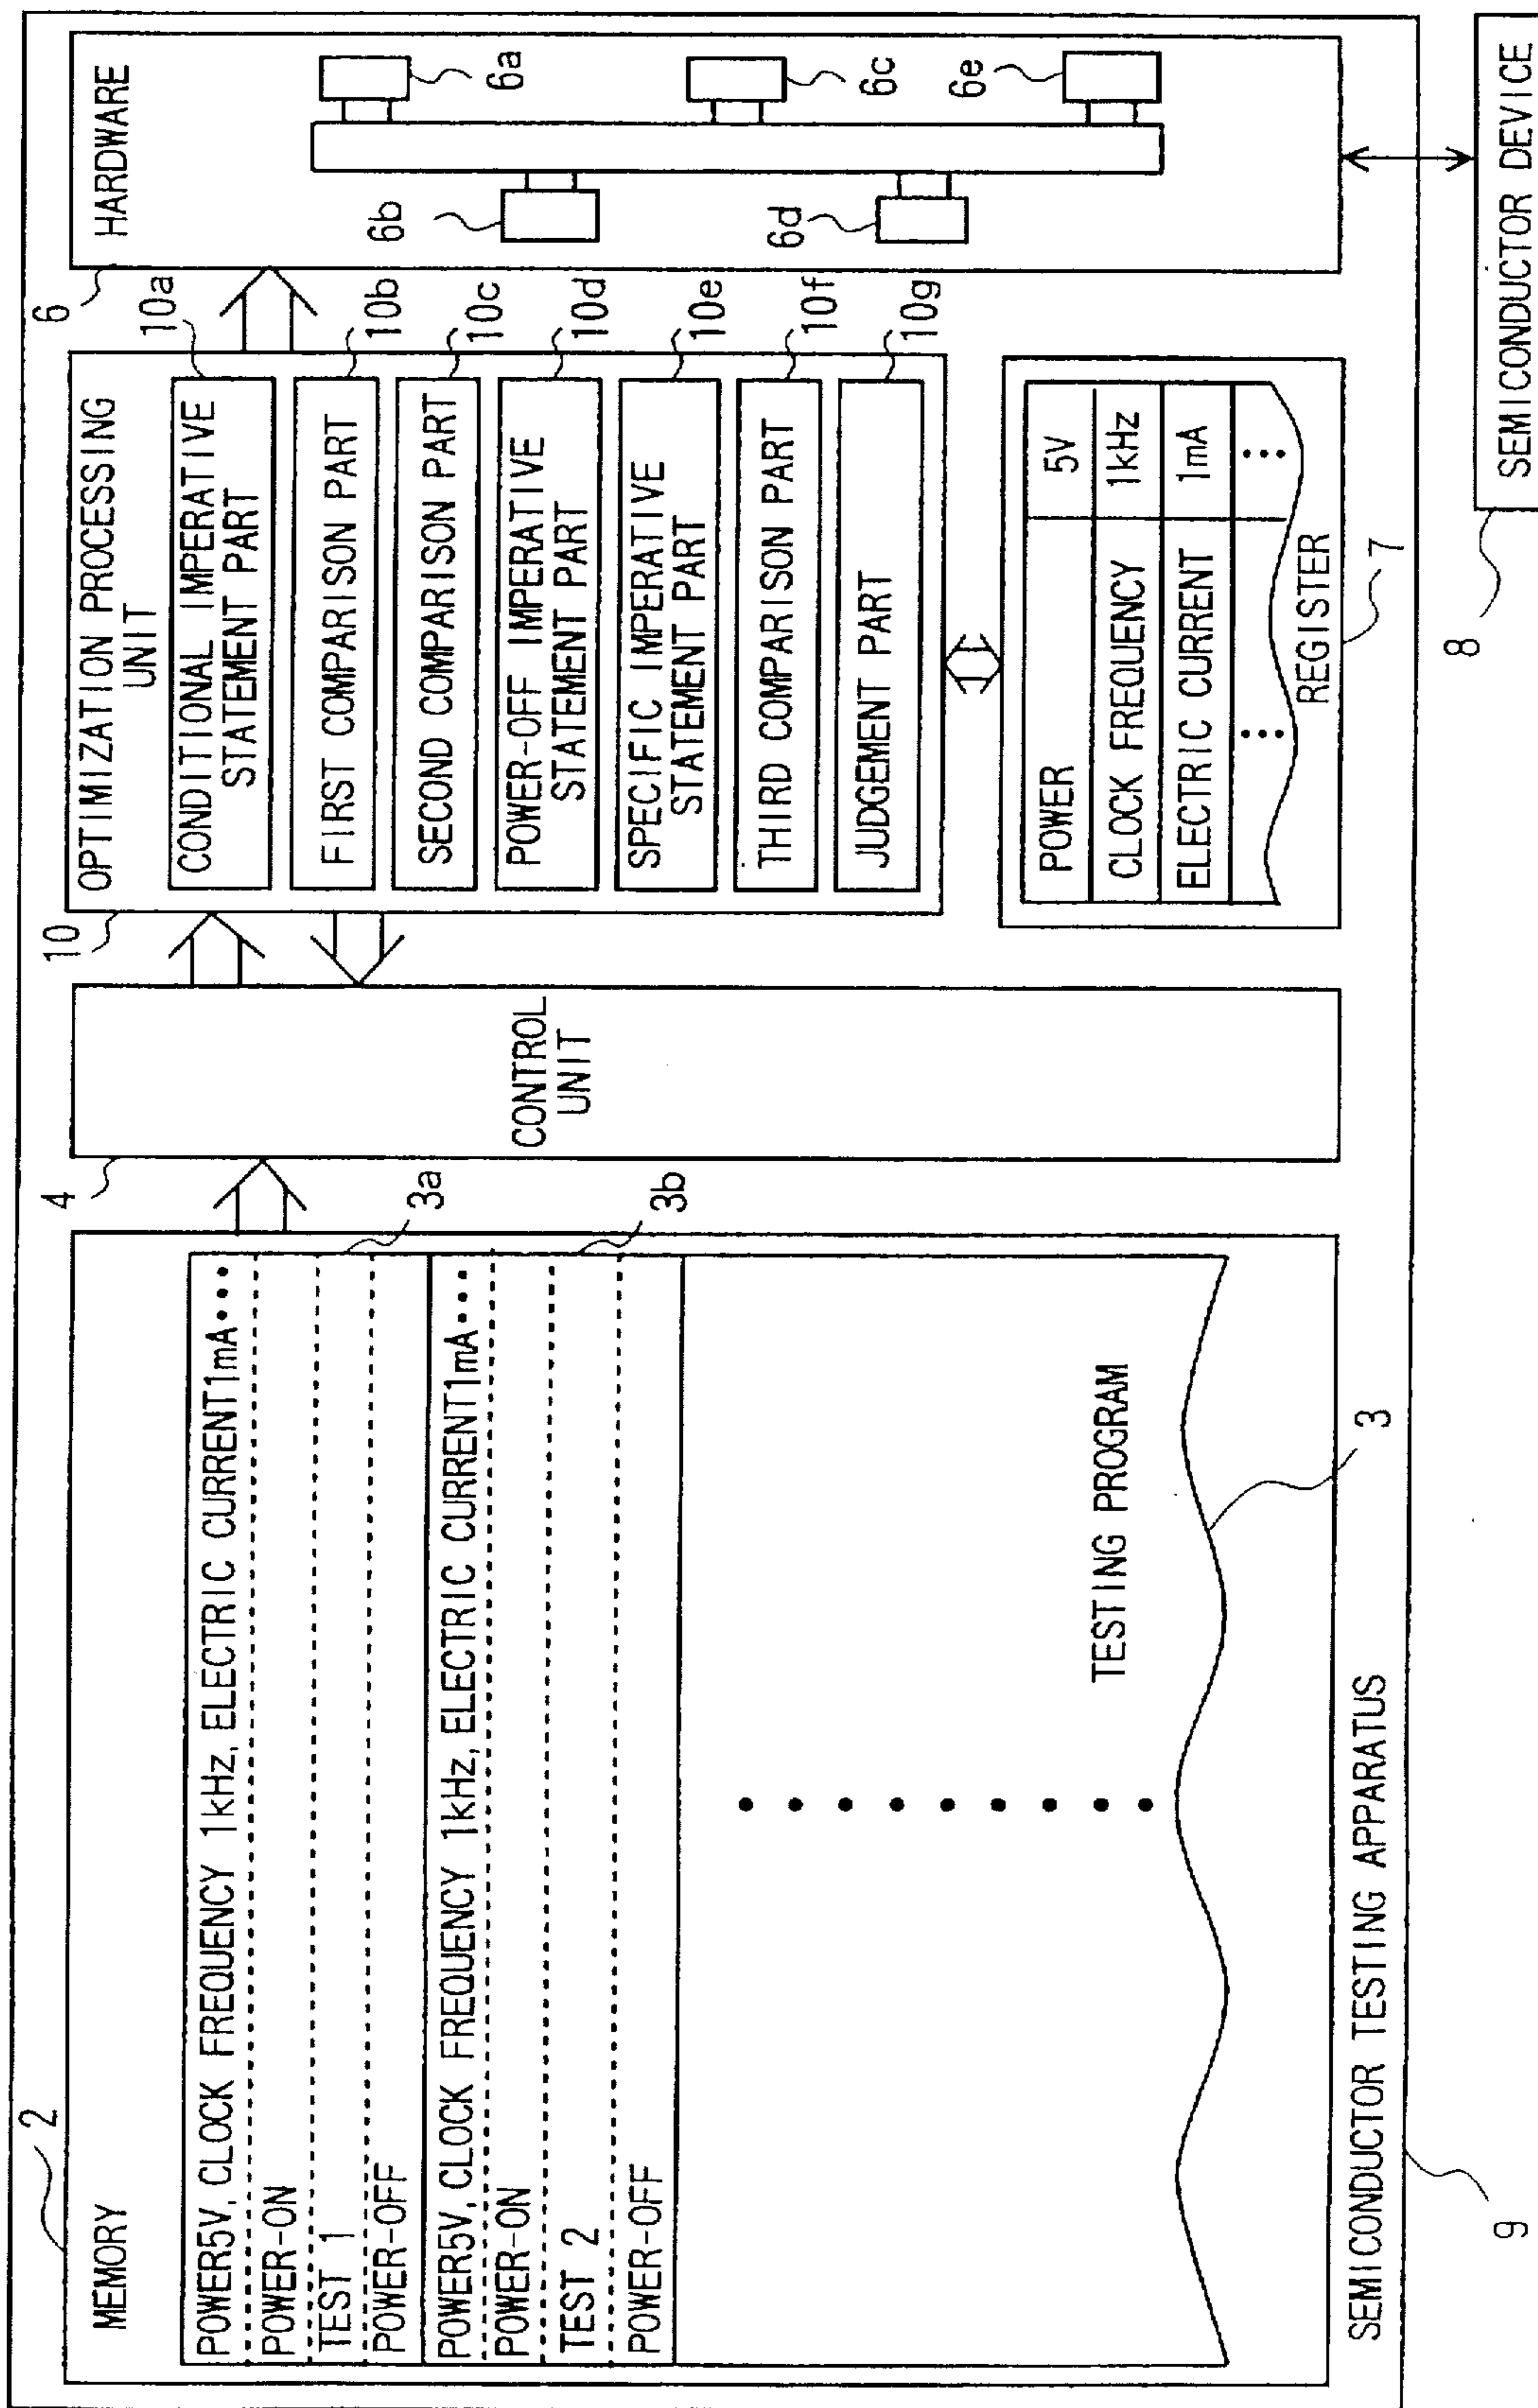 2
MEMORY
POWER5V, CLOCK FREQUENCY 1kHz, ELECTRIC CURRENT1mA•••
POWER-ON
TEST 1
POWER-OFF
3a
POWER5V, CLOCK FREQUENCY 1kHz, ELECTRIC CURRENT1mA•••
POWER-ON
TEST 2
POWER-OFF
3b
TESTING PROGRAM
3
4
CONTROL
UNIT
10
OPTIMIZATION PROCESSING
UNIT
CONDITIONAL IMPERATIVE
STATEMENT PART
10a
FIRST COMPARISON PART
10b
SECOND COMPARISON PART
10c
POWER-OFF IMPERATIVE
STATEMENT PART
10d
SPECIFIC IMPERATIVE
STATEMENT PART
10e
THIRD COMPARISON PART
10f
JUDGEMENT PART
10g
POWER 5V
CLOCK FREQUENCY 1kHz
ELECTRIC CURRENT 1mA
REGISTER
7
6
HARDWARE
6a
6b
6c
6d
6e
SEMICONDUCTOR TESTING APPARATUS
9
8
SEMICONDUCTOR DEVICE